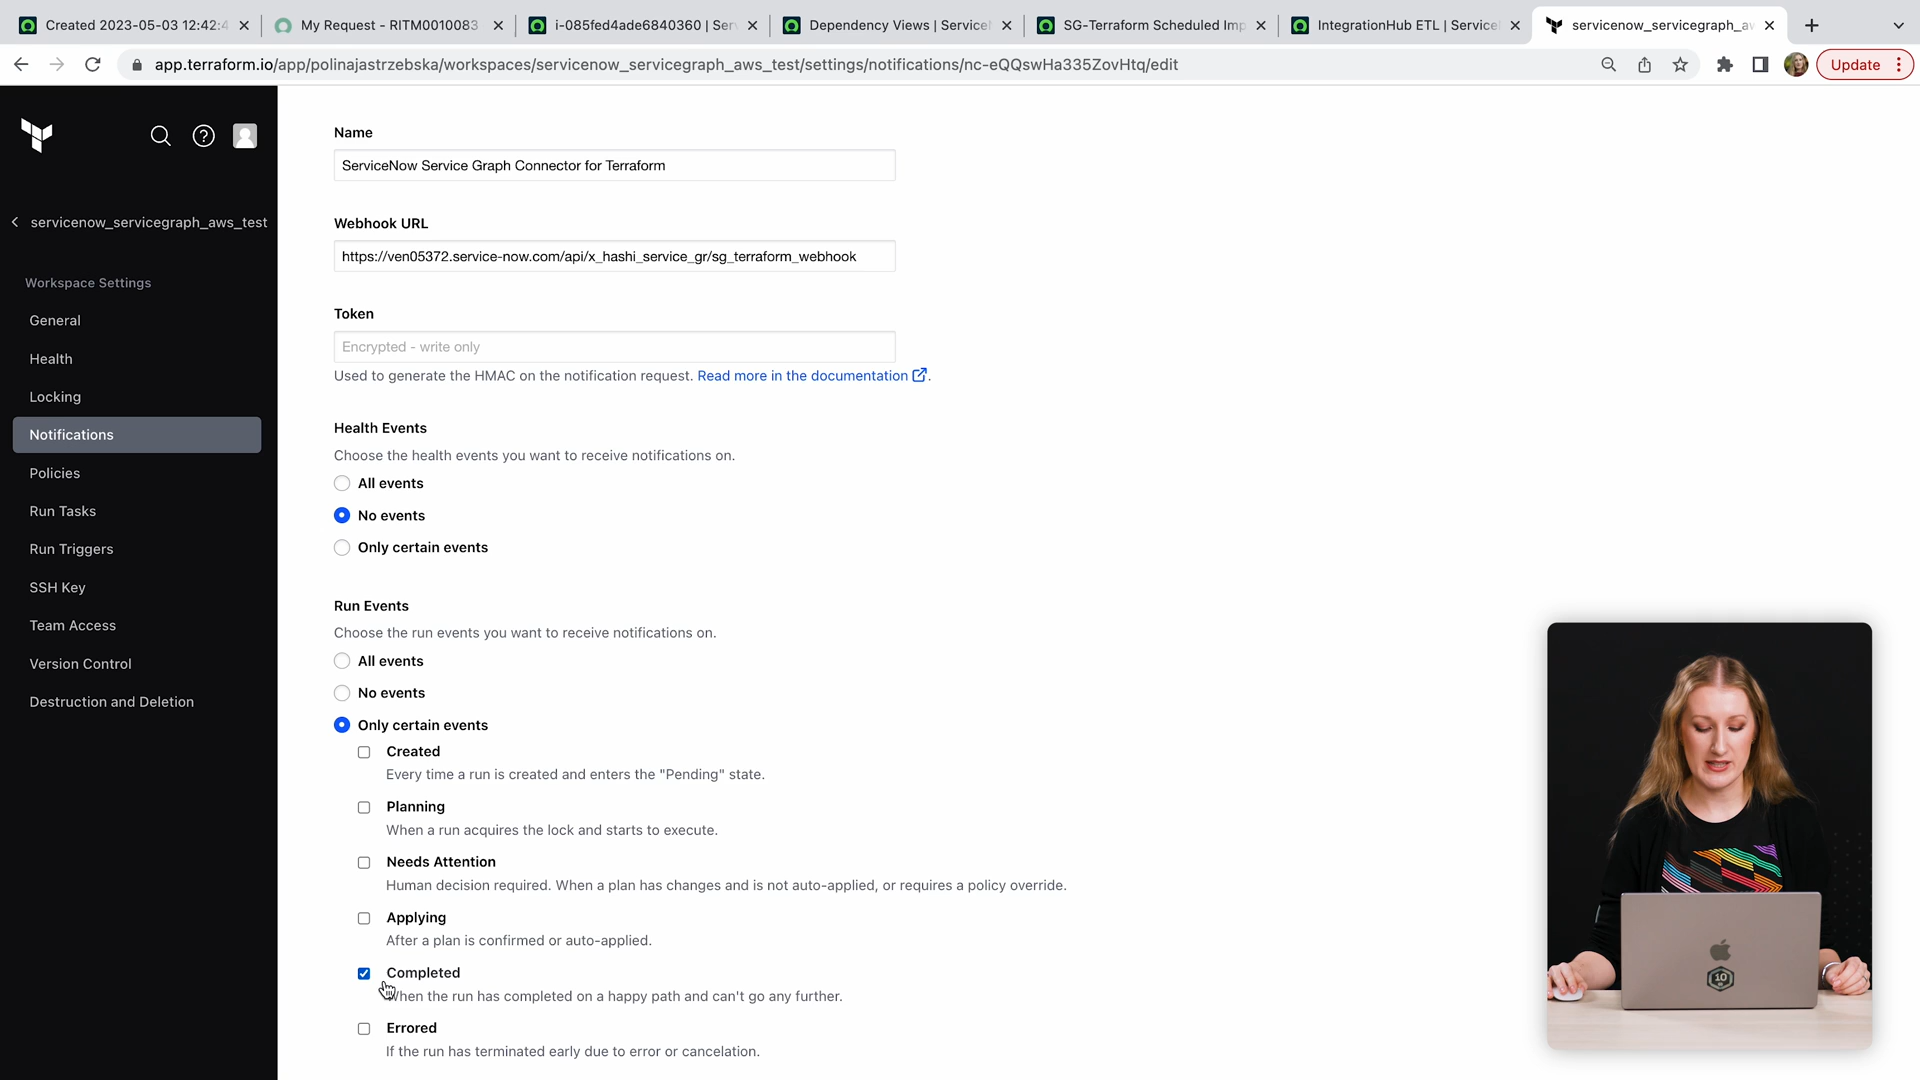 Created 2023-05-03 12:42:4
My Request - RITM0010083
i-085fed4ade6840360 | Ser
Dependency Views | Service
SG-Terraform Scheduled Imp
IntegrationHub ETL | Service
servicenow_servicegraph_aw
app.terraform.io/app/polinajastrzebska/workspaces/servicenow_servicegraph_aws_test/settings/notifications/nc-eQQswHa335ZovHtq/edit
Update
servicenow_servicegraph_aws_test
Workspace Settings
General
Health
Locking
Notifications
Policies
Run Tasks
Run Triggers
SSH Key
Team Access
Version Control
Destruction and Deletion
Name
ServiceNow Service Graph Connector for Terraform
Webhook URL
https://ven05372.service-now.com/api/x_hashi_service_gr/sg_terraform_webhook
Token
Encrypted - write only
Used to generate the HMAC on the notification request. Read more in the documentation.
Health Events
Choose the health events you want to receive notifications on.
All events
No events
Only certain events
Run Events
Choose the run events you want to receive notifications on.
All events
No events
Only certain events
Created
Every time a run is created and enters the "Pending" state.
Planning
When a run acquires the lock and starts to execute.
Needs Attention
Human decision required. When a plan has changes and is not auto-applied, or requires a policy override.
Applying
After a plan is confirmed or auto-applied.
Completed
When the run has completed on a happy path and can't go any further.
Errored
If the run has terminated early due to error or cancelation.
10